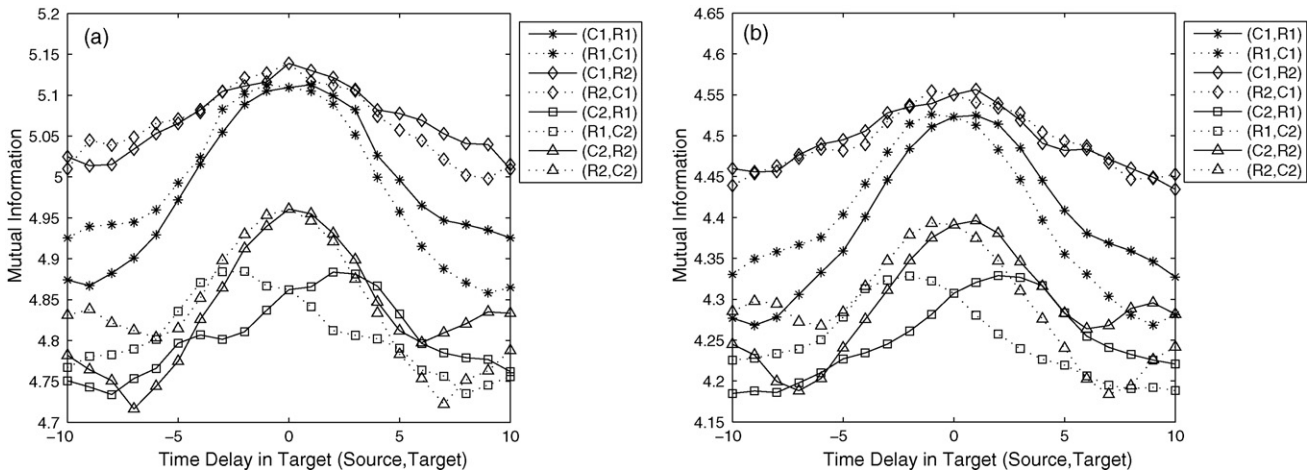 (a)
Mutual Information
5.2
5.15
5.1
5.05
5
4.95
4.9
4.85
4.8
4.75
4.7
−10
−5
0
5
10
Time Delay in Target (Source,Target)
(C1,R1)
(R1,C1)
(C1,R2)
(R2,C1)
(C2,R1)
(R1,C2)
(C2,R2)
(R2,C2)
(b)
Mutual Information
4.65
4.6
4.55
4.5
4.45
4.4
4.35
4.3
4.25
4.2
4.15
−10
−5
0
5
10
Time Delay in Target (Source,Target)
(C1,R1)
(R1,C1)
(C1,R2)
(R2,C1)
(C2,R1)
(R1,C2)
(C2,R2)
(R2,C2)